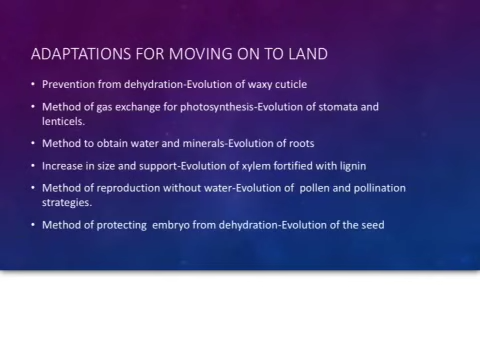 ADAPTATIONS FOR MOVING ON TO LAND
• Prevention from dehydration-Evolution of waxy cuticle
• Method of gas exchange for photosynthesis-Evolution of stomata and
lenticels.
• Method to obtain water and minerals-Evolution of roots
• Increase in size and support-Evolution of xylem fortified with lignin
• Method of reproduction without water-Evolution of  pollen and pollination
strategies.
• Method of protecting  embryo from dehydration-Evolution of the seed